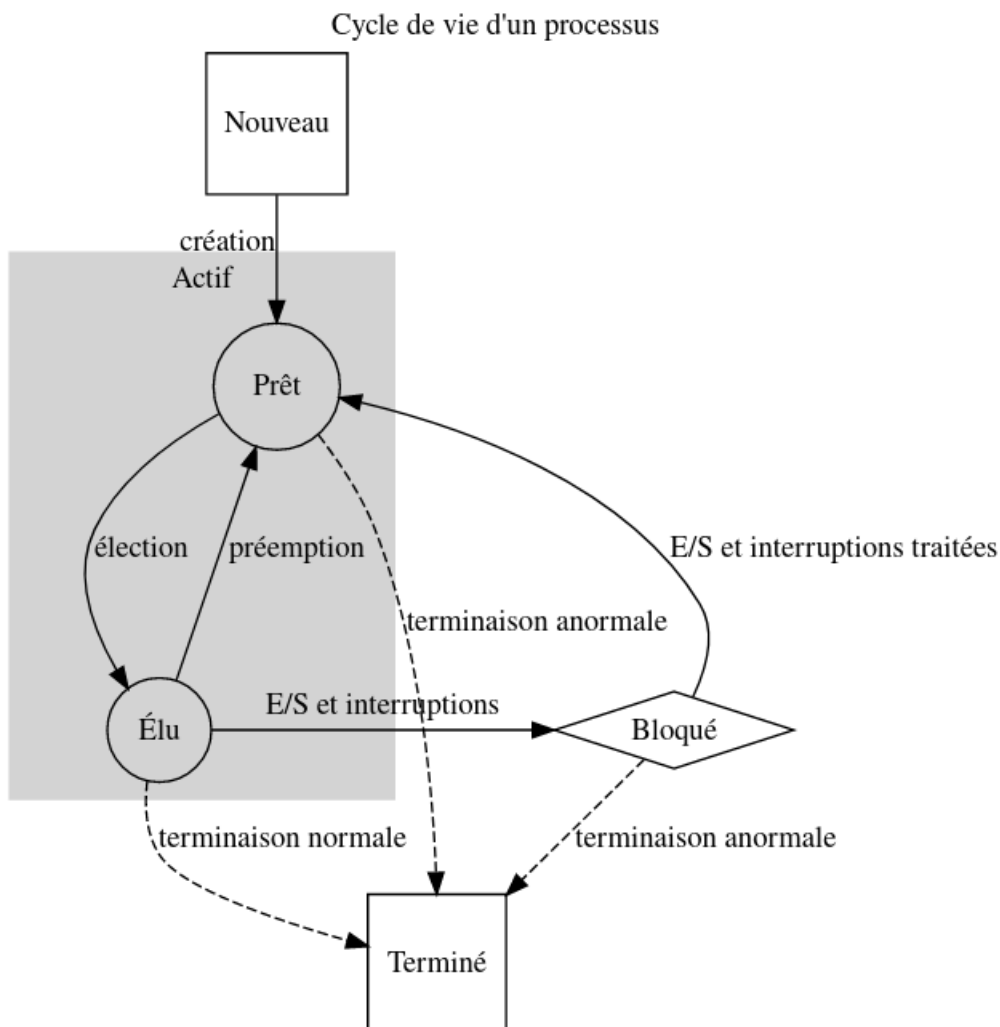 Cycle de vie d'un processus
Nouveau
création
Actif
Prêt
élection
préemption
E/S et interruptions traitées
terminaison anormale
E/S et interruptions
Élu
Bloqué
terminaison normale
terminaison anormale
Terminé